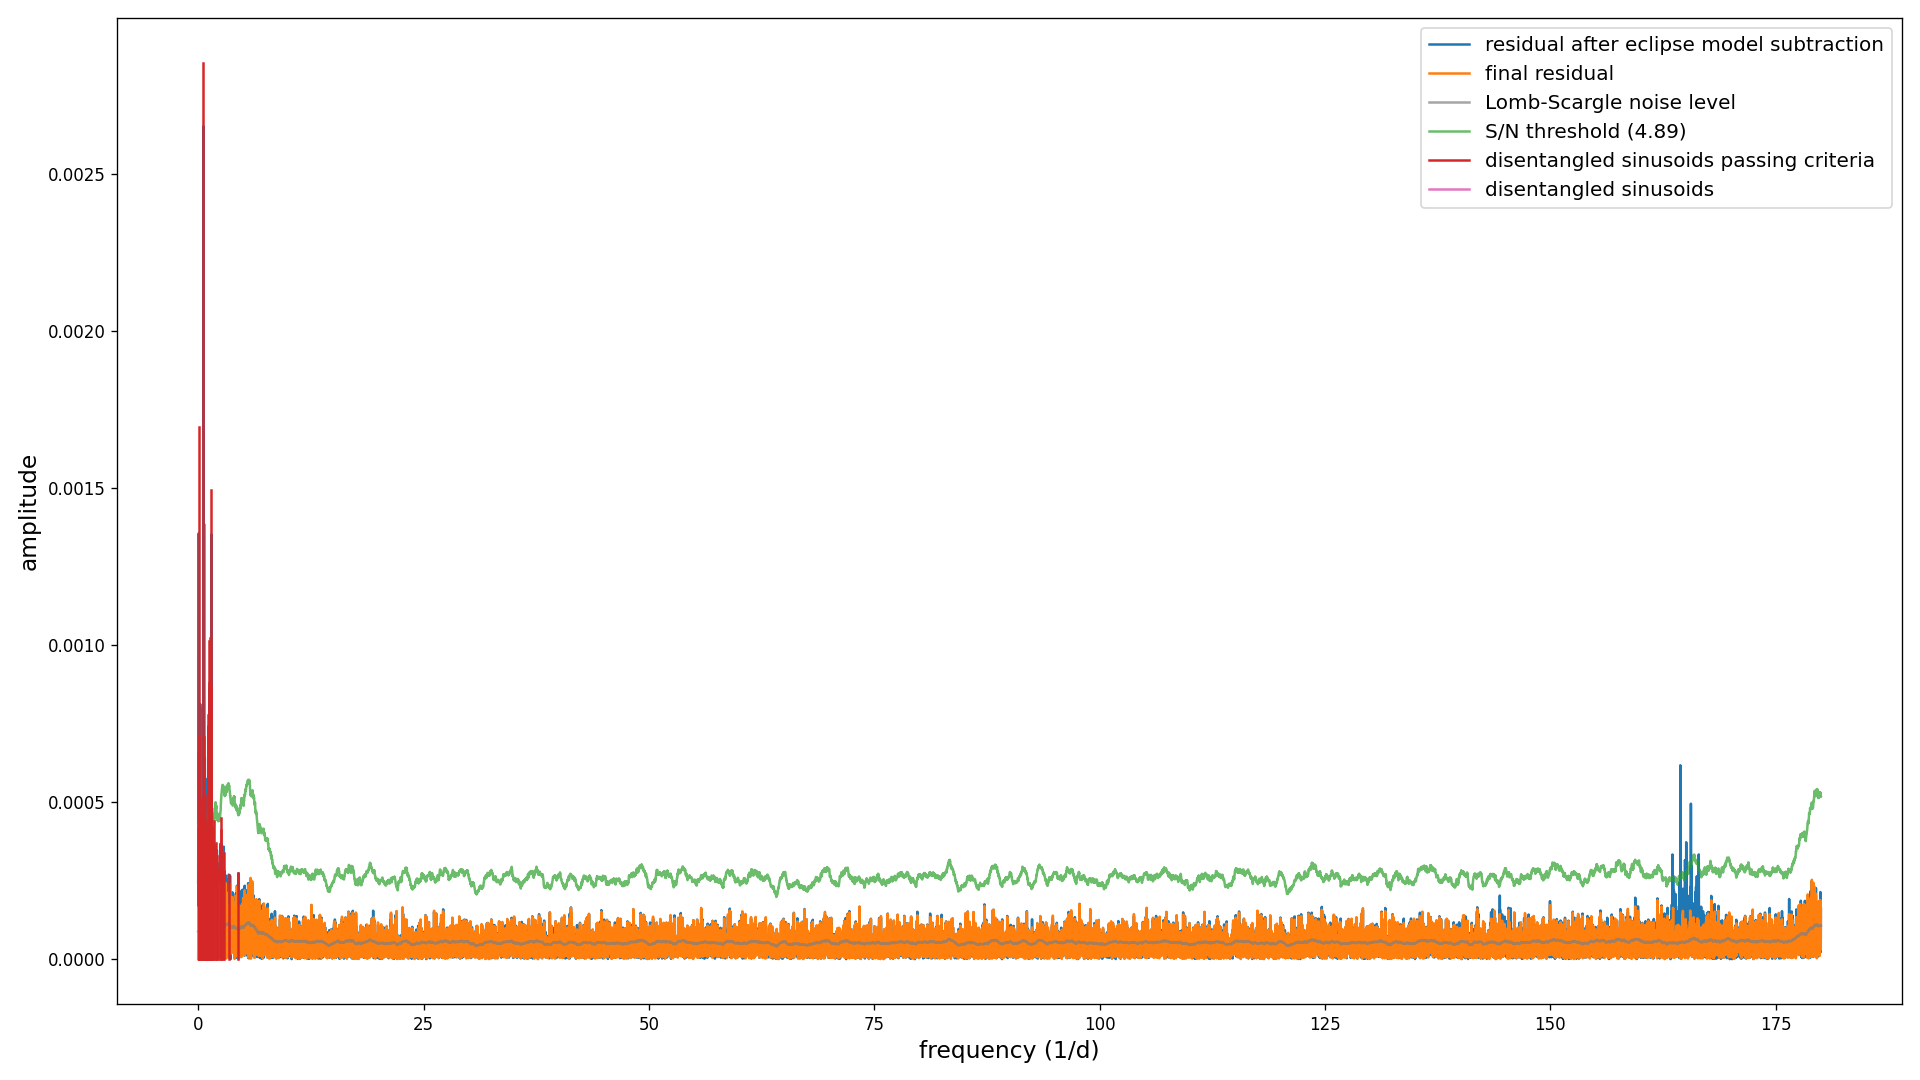 residual after eclipse model subtraction
final residual
Lomb-Scargle noise level
S/N threshold (4.89)
disentangled sinusoids passing criteria
disentangled sinusoids
amplitude
0.0025
0.0020
0.0015
0.0010
0.0005
0.0000
0 25 50 75 100 125 150 175
frequency (1/d)